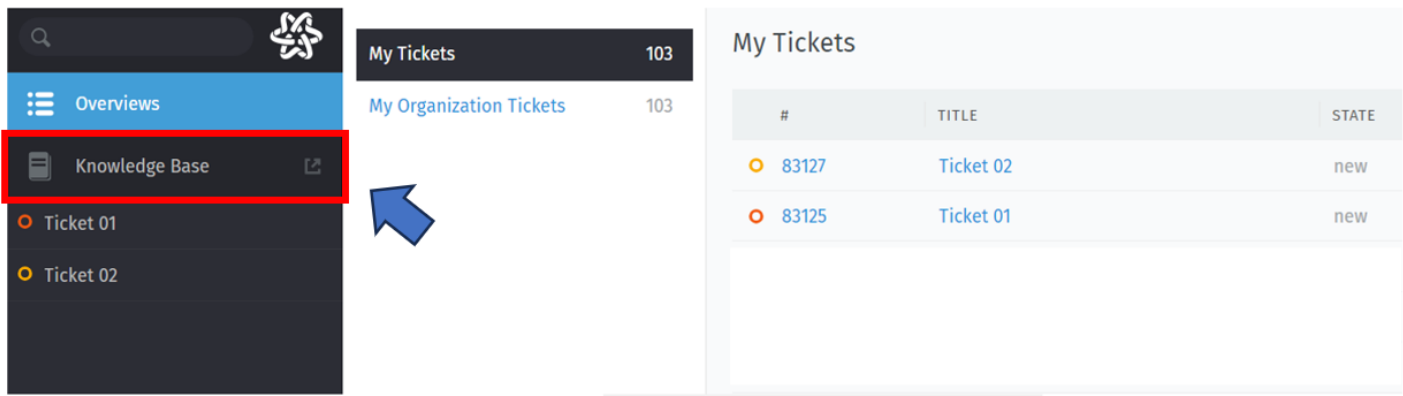 Overviews
Knowledge Base
Ticket 01
Ticket 02
My Tickets 103
My Organization Tickets 103
My Tickets
# TITLE STATE
83127 Ticket 02 new
83125 Ticket 01 new